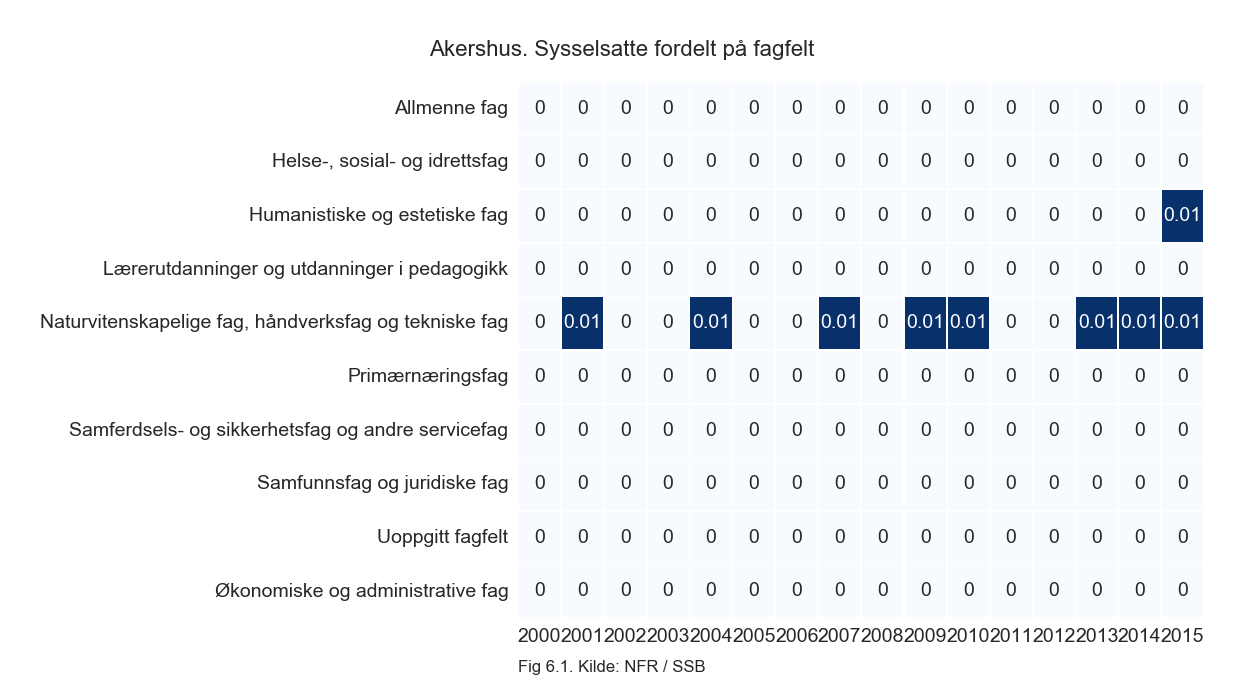 Akershus. Sysselsatte fordelt på fagfelt
Allmenne fag 0 0 0 0 0 0 0 0 0 0 0 0 0 0 0 0
Helse-, sosial- og idrettsfag 0 0 0 0 0 0 0 0 0 0 0 0 0 0 0 0
Humanistiske og estetiske fag 0 0 0 0 0 0 0 0 0 0 0 0 0 0 0 0.01
Lærerutdanninger og utdanninger i pedagogikk 0 0 0 0 0 0 0 0 0 0 0 0 0 0 0 0
Naturvitenskapelige fag, håndverksfag og tekniske fag 0 0.01 0 0 0.01 0 0 0.01 0 0.01 0.01 0 0 0.01 0.01 0.01
Primærnæringsfag 0 0 0 0 0 0 0 0 0 0 0 0 0 0 0 0
Samferdsels- og sikkerhetsfag og andre servicefag 0 0 0 0 0 0 0 0 0 0 0 0 0 0 0 0
Samfunnsfag og juridiske fag 0 0 0 0 0 0 0 0 0 0 0 0 0 0 0 0
Uoppgitt fagfelt 0 0 0 0 0 0 0 0 0 0 0 0 0 0 0 0
Økonomiske og administrative fag 0 0 0 0 0 0 0 0 0 0 0 0 0 0 0 0
2000 2001 2002 2003 2004 2005 2006 2007 2008 2009 2010 2011 2012 2013 2014 2015
Fig 6.1. Kilde: NFR / SSB